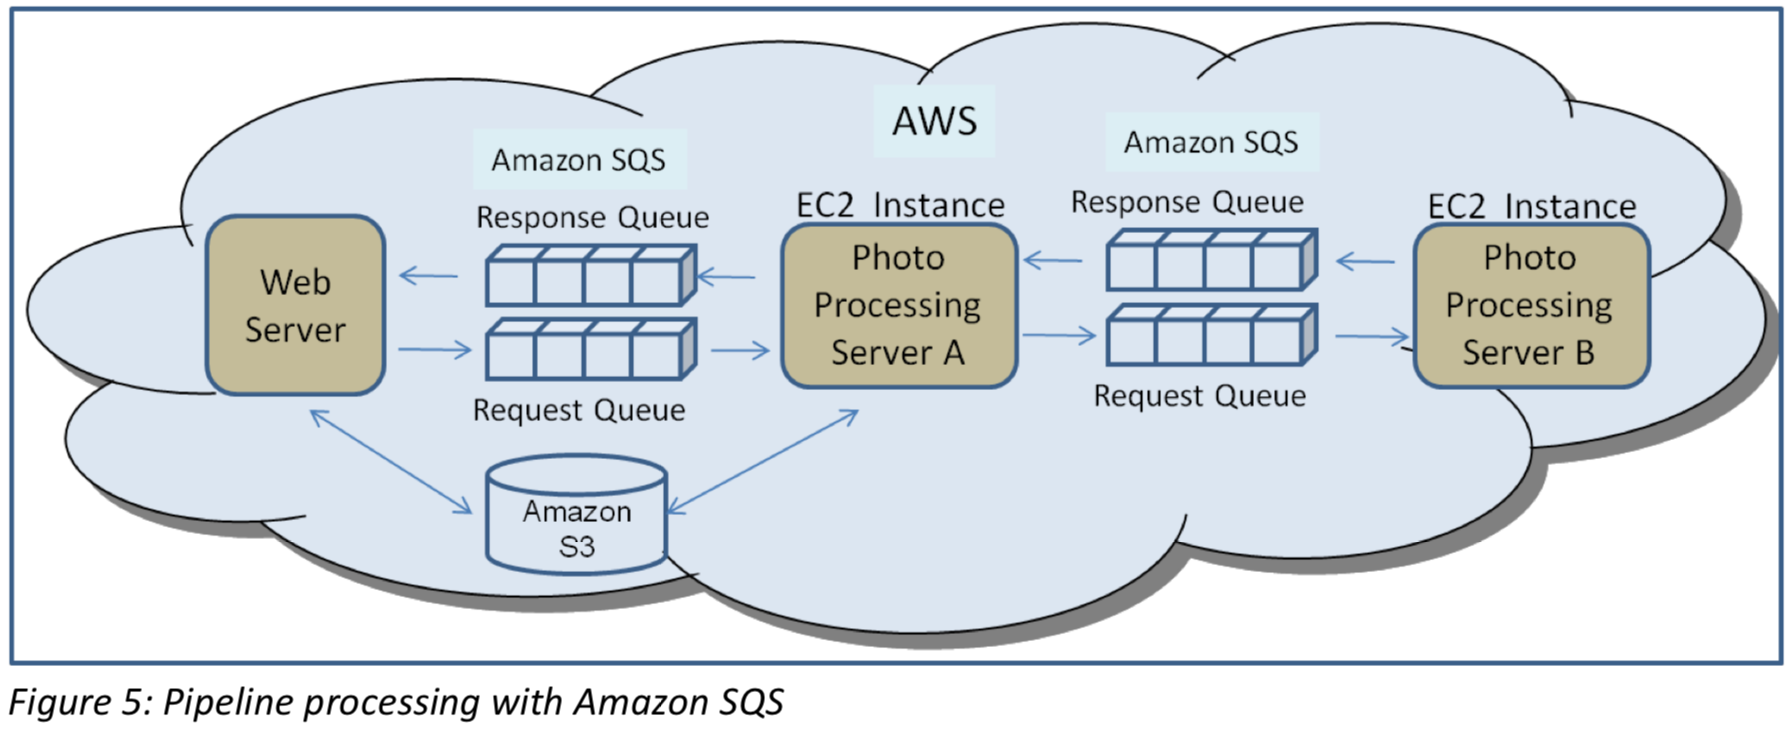 AWS
Amazon SQS
Amazon SQS
Response Queue
EC2 Instance
Response Queue
EC2 Instance
Web
Server
Photo
Processing
Server A
Photo
Processing
Server B
Request Queue
Request Queue
Amazon
S3
Figure 5: Pipeline processing with Amazon SQS